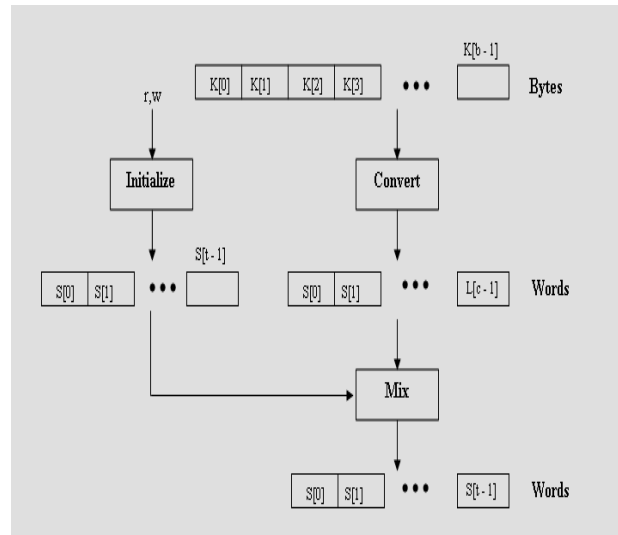 K[b - 1]
K[0] K[1] K[2] K[3] ••• Bytes
r,w
Initialize Convert
S[t - 1]
S[0] S[1] ••• S[0] S[1] ••• L[c - 1] Words
Mix
S[0] S[1] ••• S[t - 1] Words